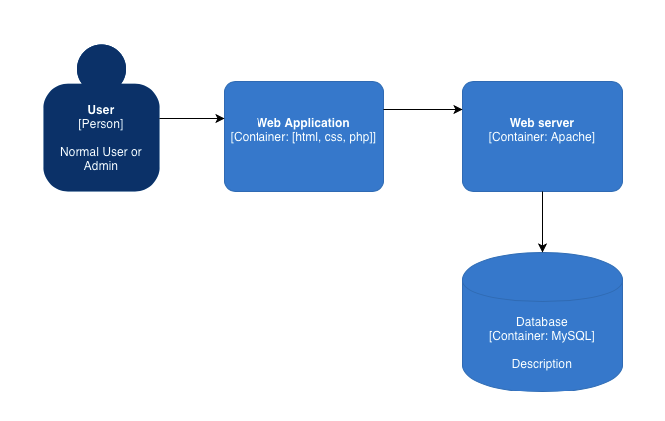 User
[Person]
Normal User or
Admin
Web Application
[Container: [html, css, php]]
Web server
[Container: Apache]
Database
[Container: MySQL]
Description